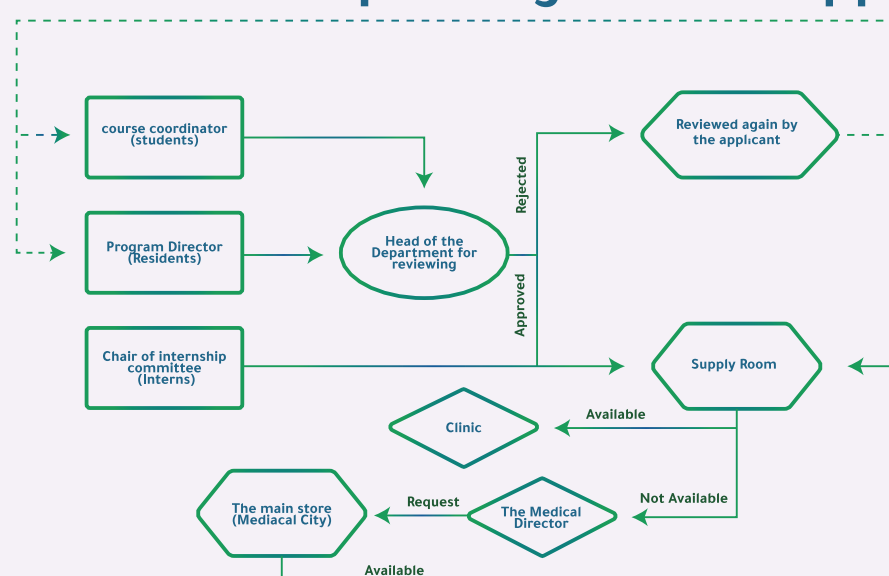 course coordinator
(students)
Reviewed again by
the applicant
Rejected
Program Director
(Residents)
Head of the
Department for
reviewing
Approved
Chair of internship
committee
(Interns)
Supply Room
Available
Clinic
Not Available
The main store
(Mediacal City)
Request
The Medical
Director
Available